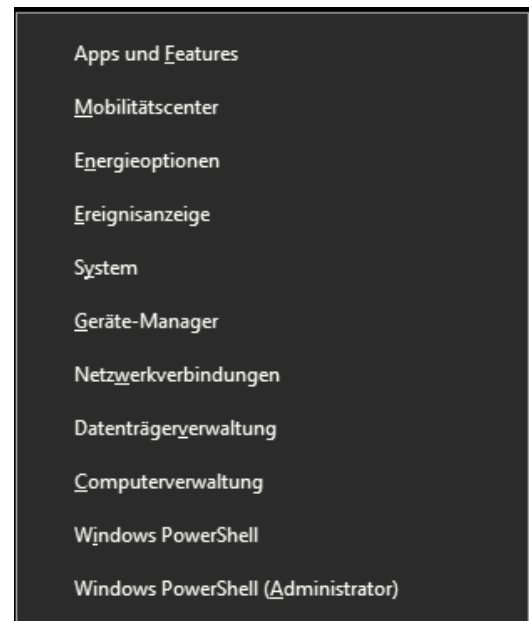 Apps und Features
Mobilitätscenter
Energieoptionen
Ereignisanzeige
System
Geräte-Manager
Netzwerkverbindungen
Datenträgerverwaltung
Computerverwaltung
Windows PowerShell
Windows PowerShell (Administrator)